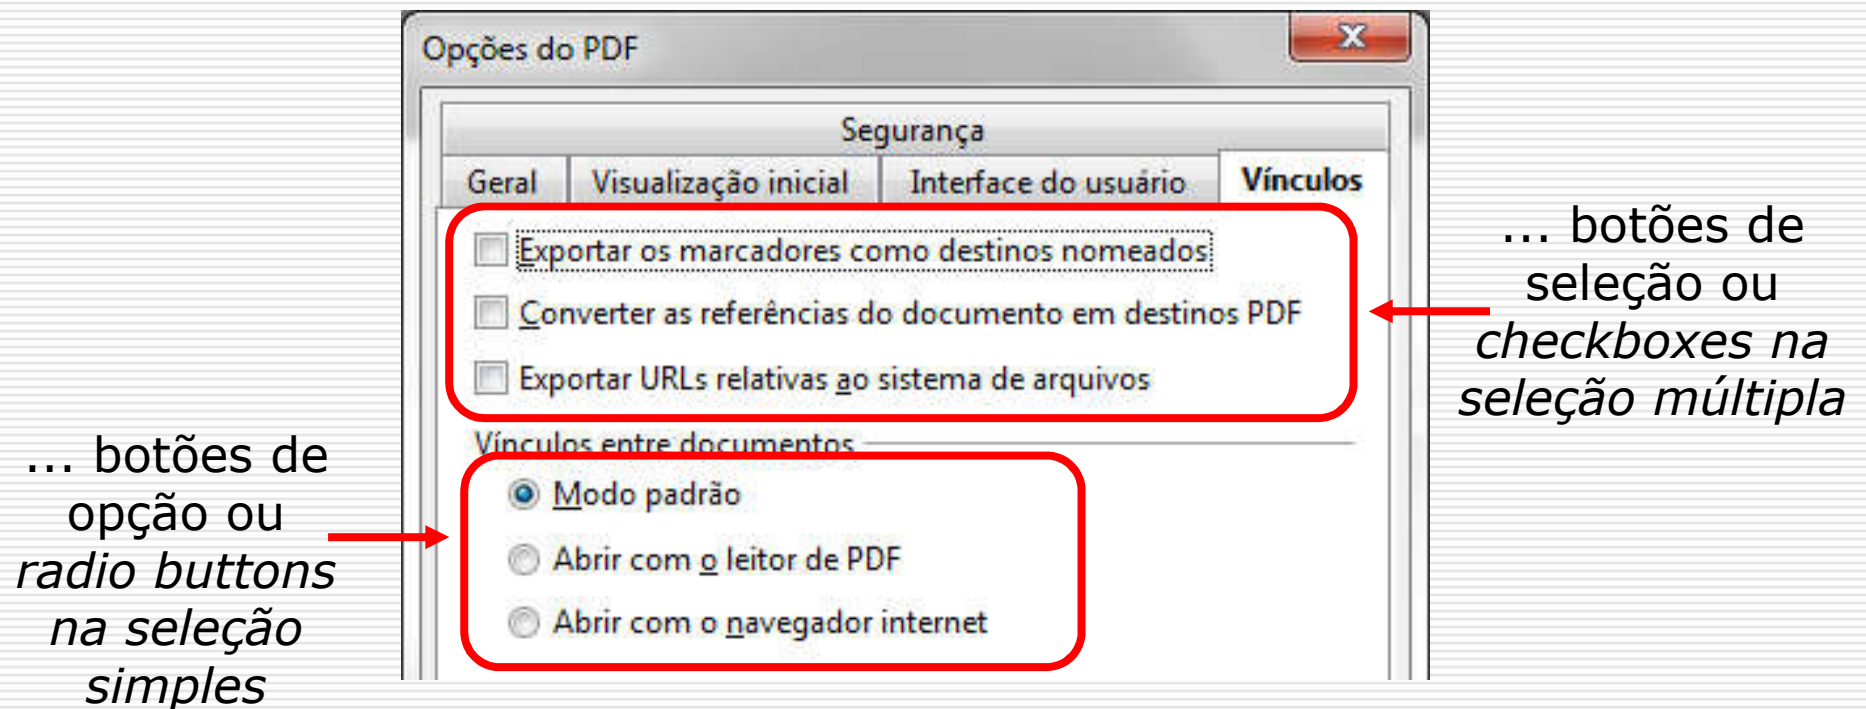 Opções do PDF
Segurança
Geral Visualização inicial Interface do usuário Vínculos
Exportar os marcadores como destinos nomeados
Converter as referências do documento em destinos PDF
Exportar URLs relativas ao sistema de arquivos
Vínculos entre documentos
Modo padrão
Abrir com o leitor de PDF
Abrir com o navegador internet
... botões de
seleção ou
checkboxes na
seleção múltipla
... botões de
opção ou
radio buttons
na seleção
simples